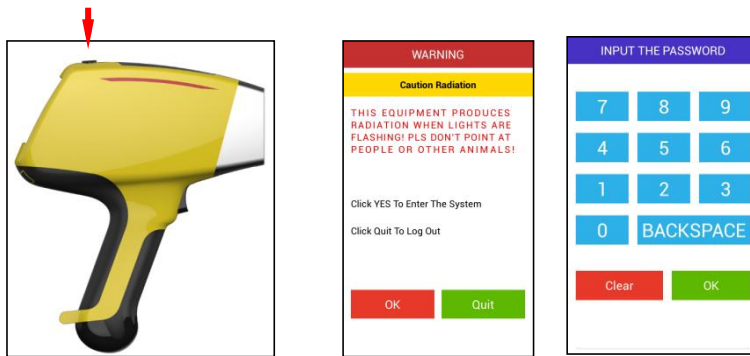 WARNING
Caution Radiation
THIS EQUIPMENT PRODUCES
RADIATION WHEN LIGHTS ARE
FLASHING! PLS DON'T POINT AT
PEOPLE OR OTHER ANIMALS!
Click YES To Enter The System
Click Quit To Log Out
OK Quit
INPUT THE PASSWORD
7 8 9
4 5 6
1 2 3
0 BACKSPACE
Clear OK